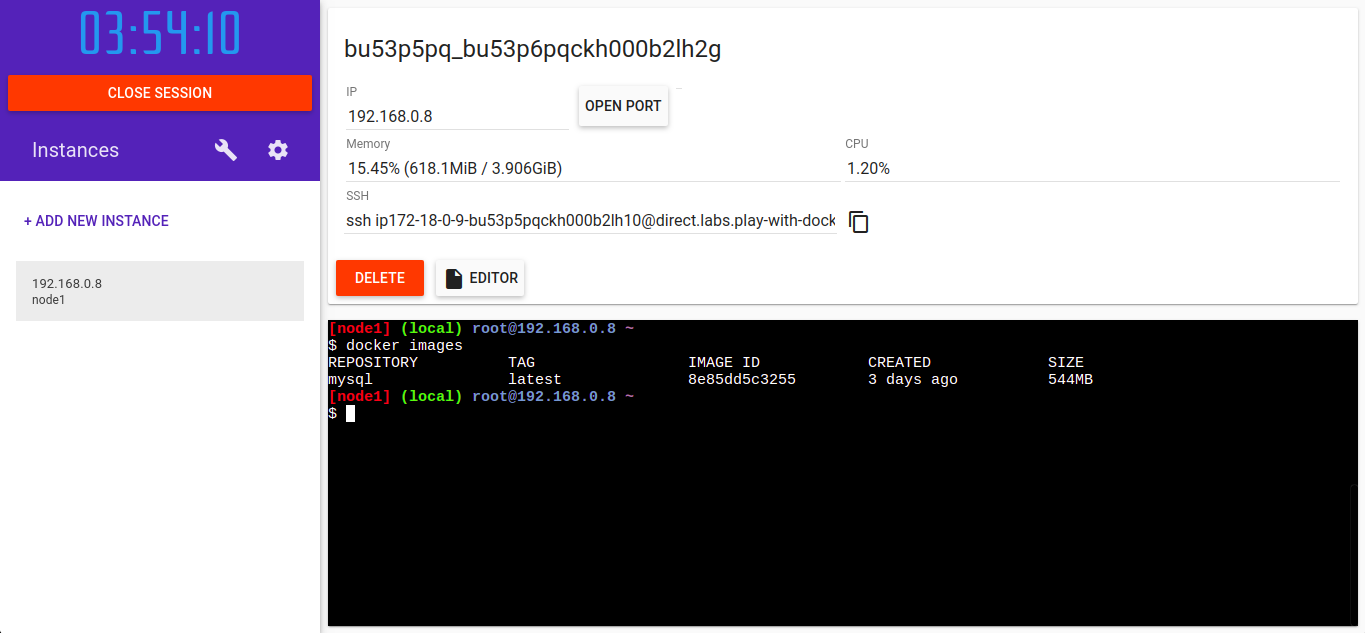 03:54:10
CLOSE SESSION
Instances
+ ADD NEW INSTANCE
192.168.0.8
node1
bu53p5pq_bu53p6pqckh000b2lh2g
IP
192.168.0.8
OPEN PORT
Memory
15.45% (618.1MiB / 3.906GiB)
CPU
1.20%
SSH
ssh ip172-18-0-9-bu53p5pqckh000b2lh10@direct.labs.play-with-dock
DELETE
EDITOR
[node1] (local) root@192.168.0.8 ~
$ docker images
REPOSITORY TAG IMAGE ID CREATED SIZE
mysql latest 8e85dd5c3255 3 days ago 544MB
[node1] (local) root@192.168.0.8 ~
$